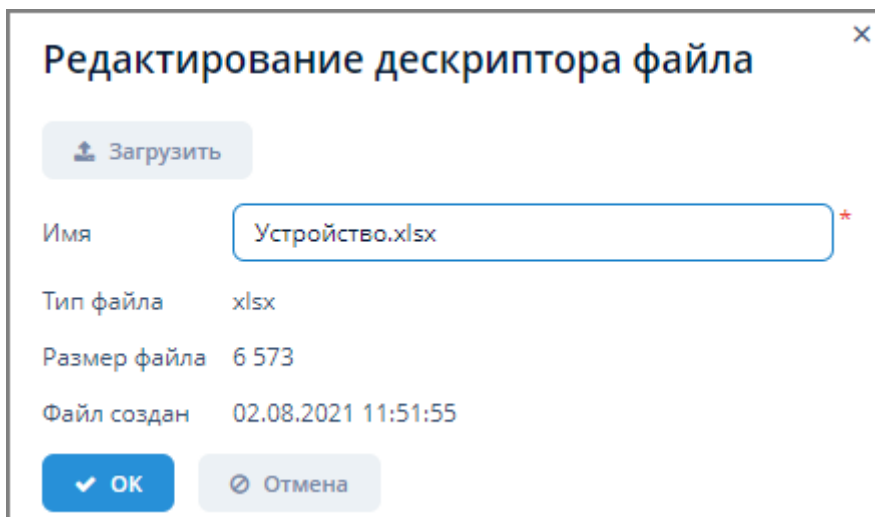 Редактирование дескриптора файла
Загрузить
Имя Устройство.xlsx *
Тип файла xlsx
Размер файла 6 573
Файл создан 02.08.2021 11:51:55
ОК Отмена